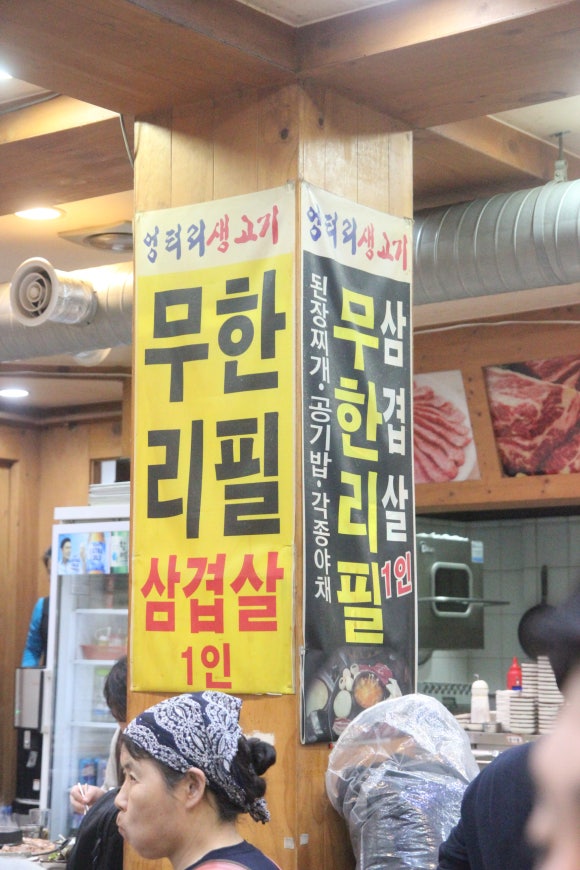 엉터리생고기
무한
리필
삼겹살
1인
엉터리생고기
삼겹살 1인
무한리필
된장찌개·공기밥·각종야채